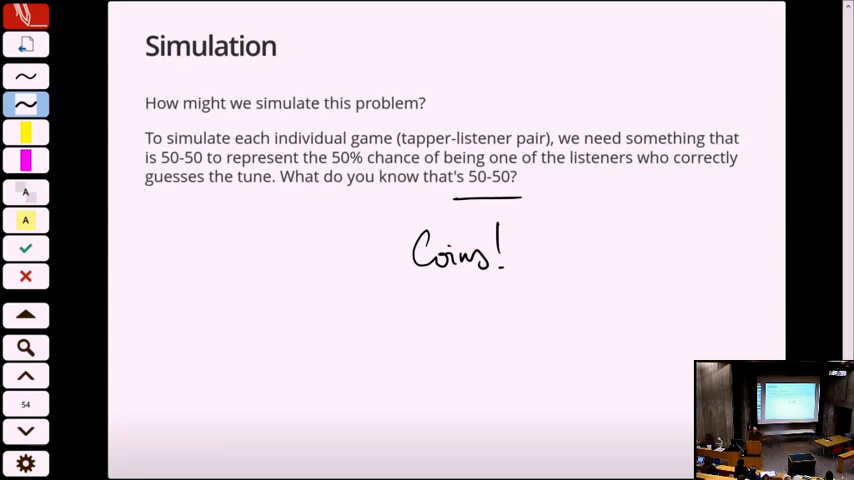 Simulation
How might we simulate this problem?
To simulate each individual game (tapper-listener pair), we need something that
is 50-50 to represent the 50% chance of being one of the listeners who correctly
guesses the tune. What do you know that's 50-50?
Coins!
A
A
54